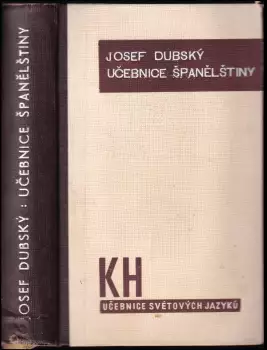 JOSEF DUBSKÝ : UČEBNICE ŠPANĚLŠTINY
JOSEF DUBSKÝ
UČEBNICE ŠPANĚLŠTINY
KH
UČEBNICE SVĚTOVÝCH JAZYKŮ